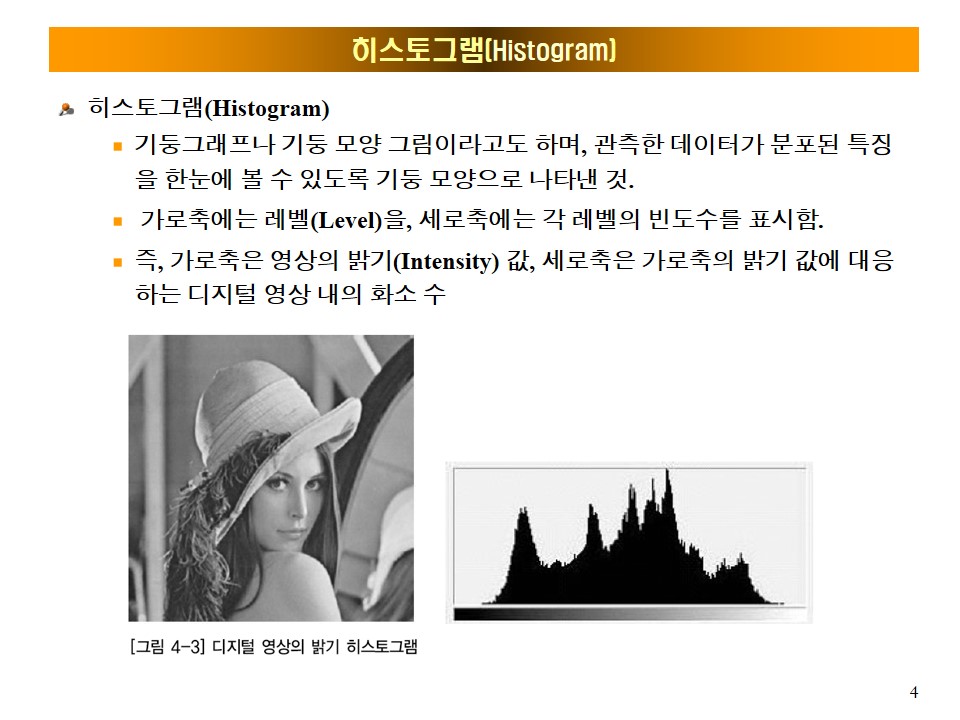 히스토그램(Histogram)
히스토그램(Histogram)
기둥그래프나 기둥 모양 그림이라고도 하며, 관측한 데이터가 분포된 특징
을 한눈에 볼 수 있도록 기둥 모양으로 나타낸 것.
가로축에는 레벨(Level)을, 세로축에는 각 레벨의 빈도수를 표시함.
즉, 가로축은 영상의 밝기(Intensity) 값, 세로축은 가로축의 밝기 값에 대응
하는 디지털 영상 내의 화소 수
[그림 4-3] 디지털 영상의 밝기 히스토그램
4